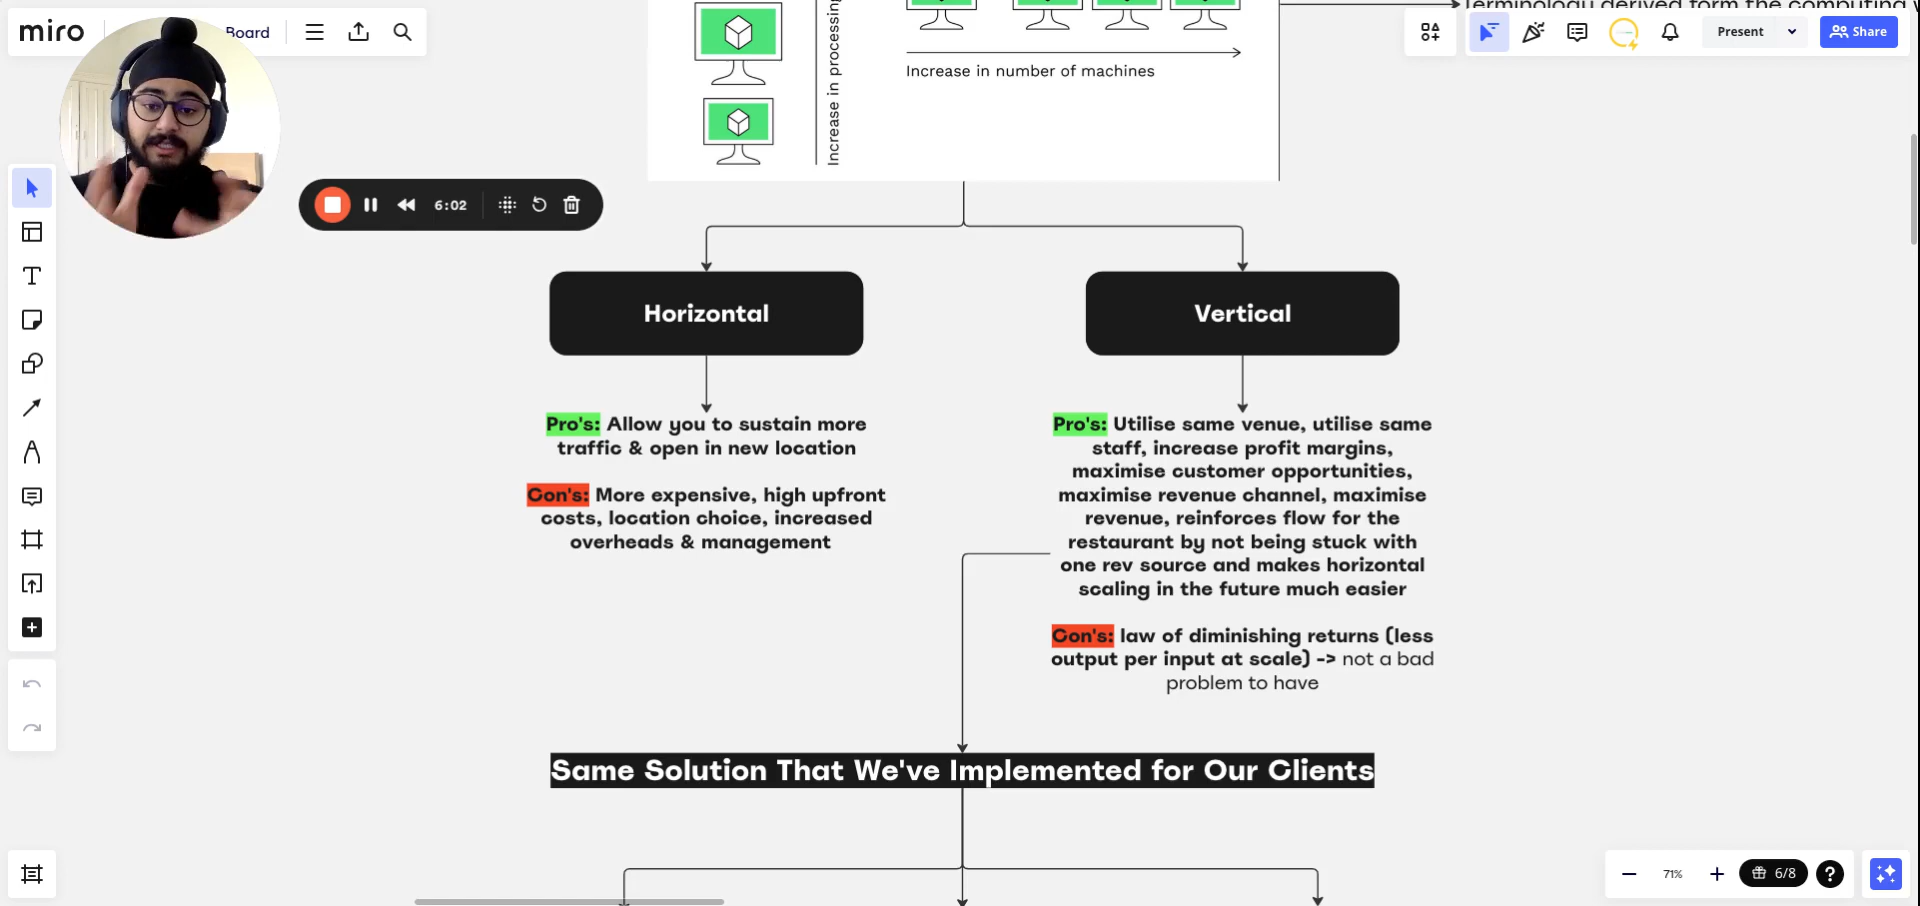 miro
Board
Terminology derived form the computing
Present
Share
Increase in processing
Increase in number of machines
6:02
Horizontal
Vertical
Pro's: Allow you to sustain more
traffic & open in new location
Con's: More expensive, high upfront
costs, location choice, increased
overheads & management
Pro's: Utilise same venue, utilise same
staff, increase profit margins,
maximise customer opportunities,
maximise revenue channel, maximise
revenue, reinforces flow for the
restaurant by not being stuck with
one rev source and makes horizontal
scaling in the future much easier
Con's: law of diminishing returns (less
output per input at scale) -> not a bad
problem to have
Same Solution That We've Implemented for Our Clients
71%
6/8
?